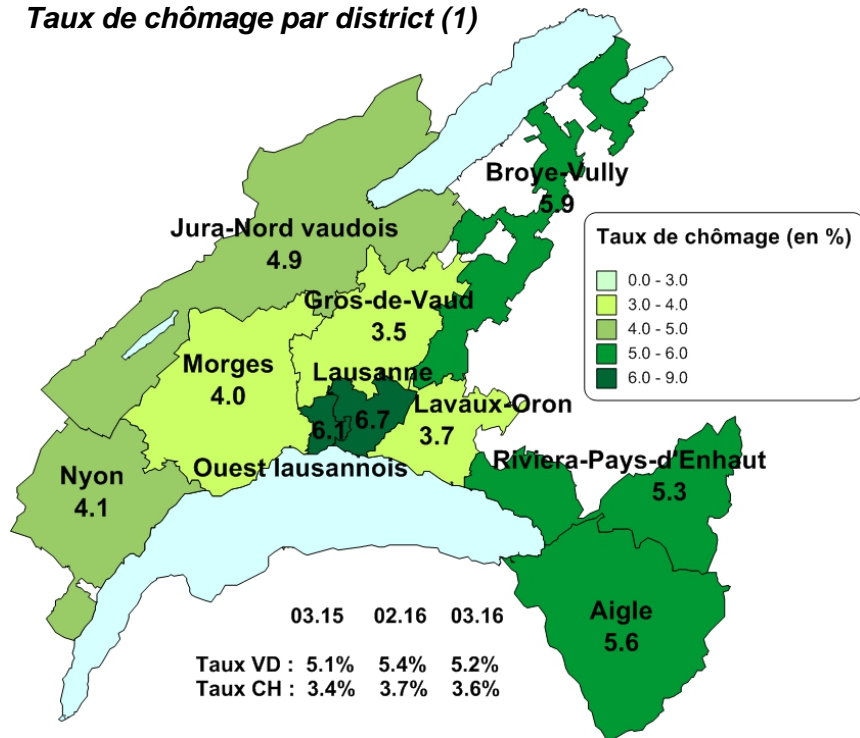 Taux de chômage par district (1)
Broye-Vully
5.9
Jura-Nord vaudois
4.9
Taux de chômage (en %)
0.0 - 3.0
3.0 - 4.0
4.0 - 5.0
5.0 - 6.0
6.0 - 9.0
Gros-de-Vaud
3.5
Morges
4.0
Lausanne
6.7
6.1
Lavaux-Oron
3.7
Ouest lausannois
Riviera-Pays-d'Enhaut
5.3
Nyon
4.1
Aigle
5.6
03.15 02.16 03.16
Taux VD : 5.1% 5.4% 5.2%
Taux CH : 3.4% 3.7% 3.6%